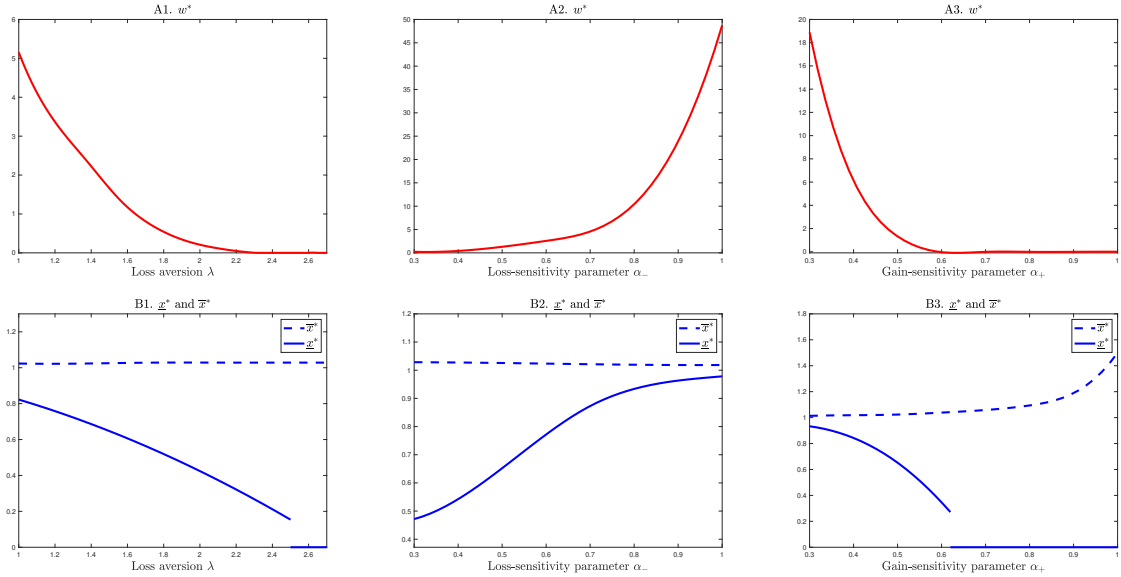 A1. w*
6
5
4
3
2
1
0
1 1.2 1.4 1.6 1.8 2 2.2 2.4 2.6
Loss aversion λ
A2. w*
50
45
40
35
30
25
20
15
10
5
0
0.3 0.4 0.5 0.6 0.7 0.8 0.9 1
Loss-sensitivity parameter α₋
A3. w*
20
18
16
14
12
10
8
6
4
2
0
0.3 0.4 0.5 0.6 0.7 0.8 0.9 1
Gain-sensitivity parameter α₊
B1. x̲* and x̅*
x̅*
x̲*
1.2
1
0.8
0.6
0.4
0.2
0
1 1.2 1.4 1.6 1.8 2 2.2 2.4 2.6
Loss aversion λ
B2. x̲* and x̅*
x̅*
x̲*
1.2
1.1
1
0.9
0.8
0.7
0.6
0.5
0.4
0.3 0.4 0.5 0.6 0.7 0.8 0.9 1
Loss-sensitivity parameter α₋
B3. x̲* and x̅*
x̅*
x̲*
1.8
1.6
1.4
1.2
1
0.8
0.6
0.4
0.2
0
0.3 0.4 0.5 0.6 0.7 0.8 0.9 1
Gain-sensitivity parameter α₊